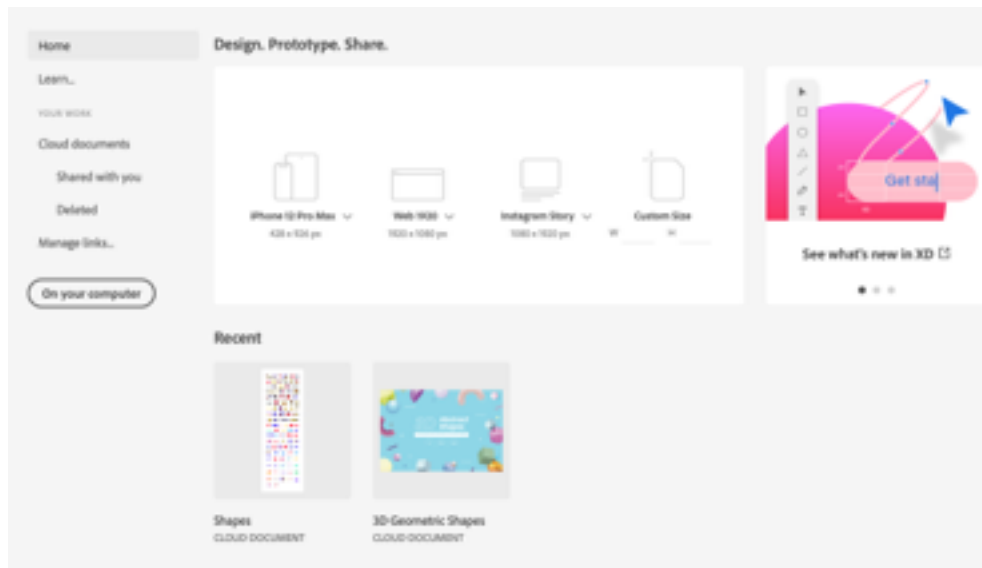 Home
Learn...
YOUR WORK
Cloud documents
Shared with you
Deleted
Manage links...
On your computer
Design. Prototype. Share.
iPhone 12 Pro Max
428 x 926 px
Web 1920
1920 x 1080 px
Instagram Story
1080 x 1920 px
Custom Size
W
H
Get sta
See what's new in XD
Recent
Shapes
CLOUD DOCUMENT
3D Geometric Shapes
CLOUD DOCUMENT